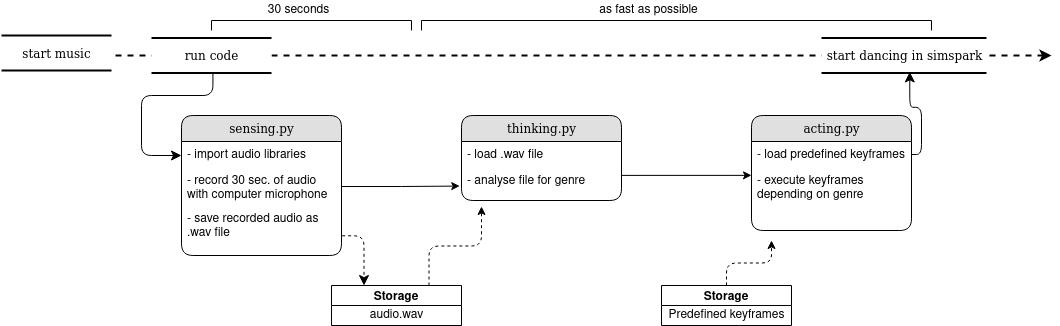 30 seconds
as fast as possible
start music
run code
start dancing in simspark
sensing.py
- import audio libraries
- record 30 sec. of audio
with computer microphone
- save recorded audio as
.wav file
thinking.py
- load .wav file
- analyse file for genre
acting.py
- load predefined keyframes
- execute keyframes
depending on genre
Storage
audio.wav
Storage
Predefined keyframes